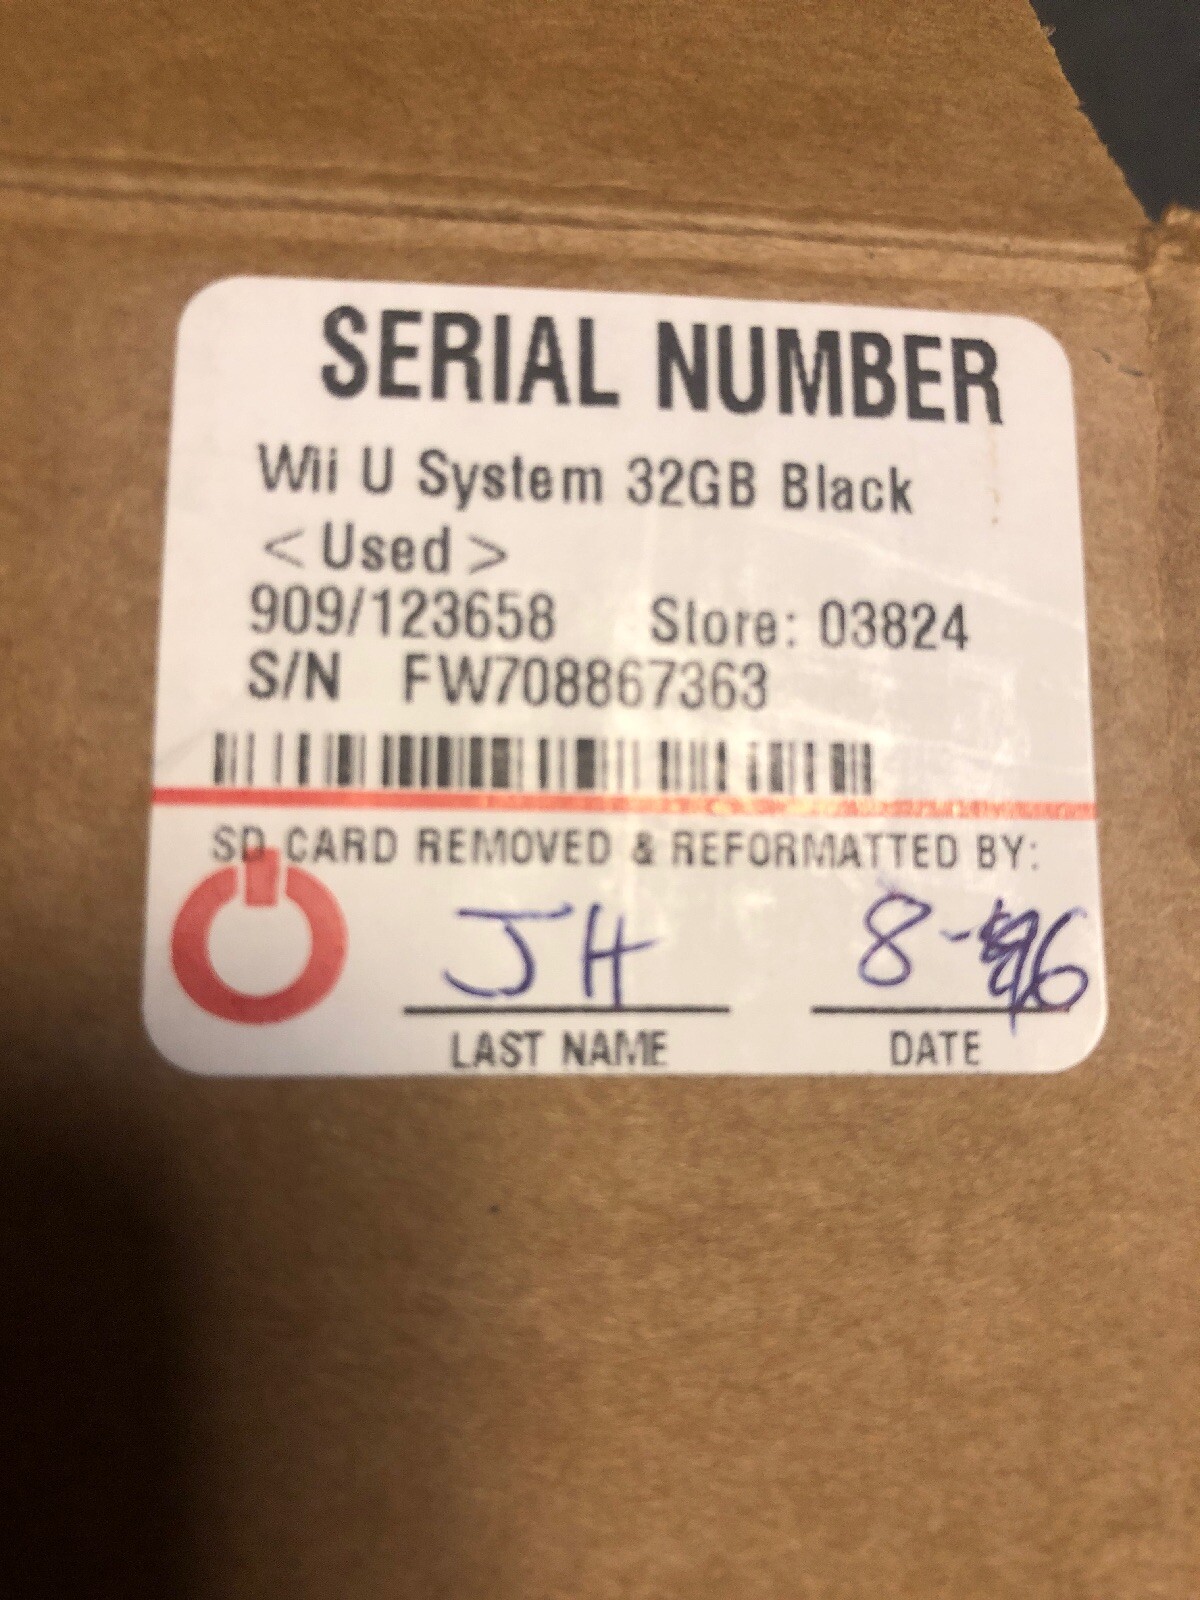 SERIAL NUMBER
Wii U System 32GB Black
<Used>
909/123658 Store: 03824
S/N FW708867363
SD CARD REMOVED & REFORMATTED BY:
JH 8-
LAST NAME DATE